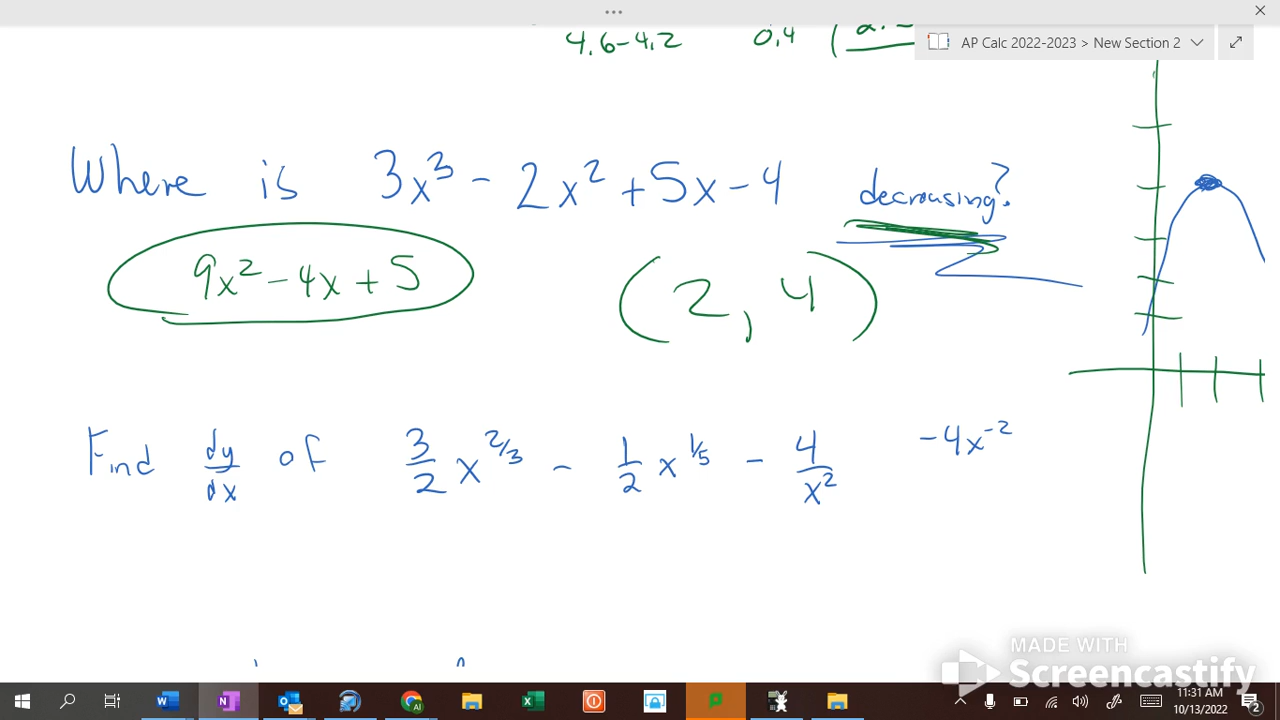 4.6-4.2 0.4
AP Calc 2022-2023 > New Section 2
Where is 3x³ - 2x² + 5x - 4 decreasing?
9x² - 4x + 5 (2, 4)
Find dy/dx of 3/2 x^(2/3) - 1/2 x^(1/5) - 4/x² -4x⁻²
MADE WITH
Screencastify
11:31 AM
10/13/2022